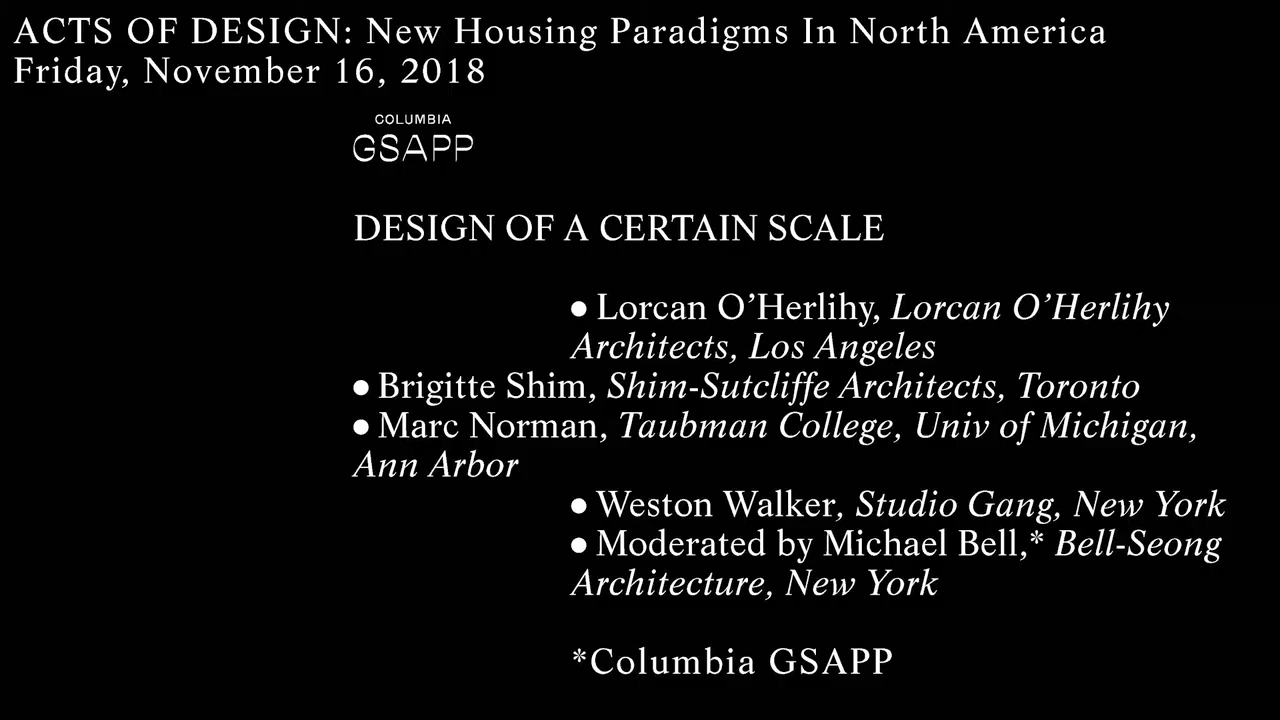 ACTS OF DESIGN: New Housing Paradigms In North America
Friday, November 16, 2018
COLUMBIA
GSAPP
DESIGN OF A CERTAIN SCALE
● Lorcan O’Herlihy, Lorcan O’Herlihy
Architects, Los Angeles
● Brigitte Shim, Shim-Sutcliffe Architects, Toronto
● Marc Norman, Taubman College, Univ of Michigan,
Ann Arbor
● Weston Walker, Studio Gang, New York
● Moderated by Michael Bell,* Bell-Seong
Architecture, New York
*Columbia GSAPP